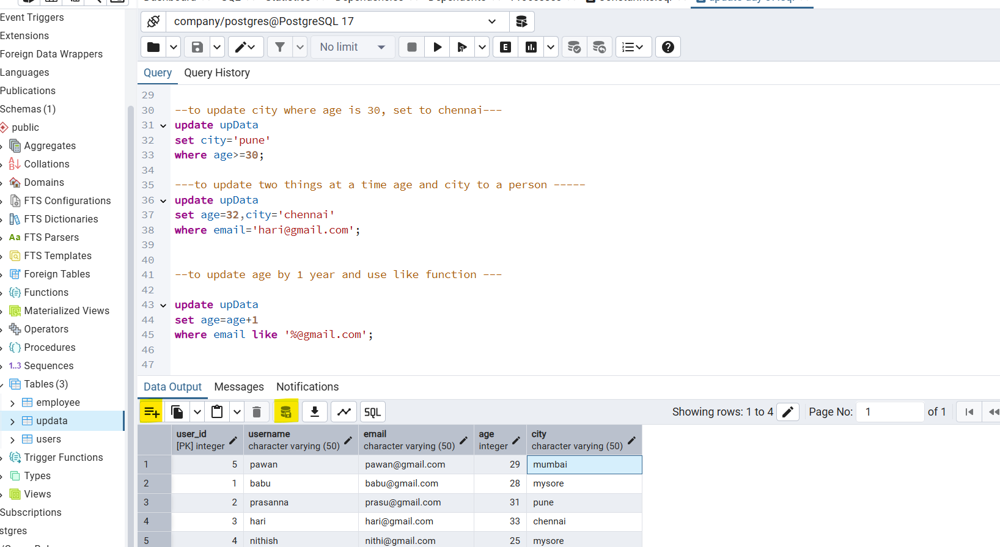 company/postgres@PostgreSQL 17
No limit
Query
Query History
Event Triggers
Extensions
Foreign Data Wrappers
Languages
Publications
Schemas (1)
public
Aggregates
Collations
Domains
FTS Configurations
FTS Dictionaries
Aa FTS Parsers
FTS Templates
Foreign Tables
Functions
Materialized Views
Operators
Procedures
1..3 Sequences
Tables (3)
employee
updata
users
Trigger Functions
Types
Views
Subscriptions
stgres
29
30 --to update city where age is 30, set to chennai---
31 update upData
32 set city='pune'
33 where age>=30;
34
35 ---to update two things at a time age and city to a person -----
36 update upData
37 set age=32,city='chennai'
38 where email='hari@gmail.com';
39
40
41 --to update age by 1 year and use like function ---
42
43 update upData
44 set age=age+1
45 where email like '%@gmail.com';
46
47
Data Output Messages Notifications
SQL Showing rows: 1 to 4 Page No: 1 of 1
user_id username email age city
[PK] integer character varying (50) character varying (50) integer character varying (50)
1 5 pawan pawan@gmail.com 29 mumbai
2 1 babu babu@gmail.com 28 mysore
3 2 prasanna prasu@gmail.com 31 pune
4 3 hari hari@gmail.com 33 chennai
5 4 nithish nithi@gmail.com 25 mysore